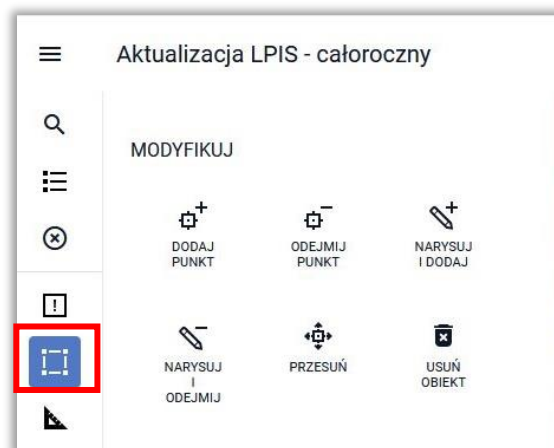 Aktualizacja LPIS - całoroczny
MODYFIKUJ
DODAJ
PUNKT
ODEJMIJ
PUNKT
NARYSUJ
I DODAJ
NARYSUJ
I
ODEJMIJ
PRZESUŃ
USUŃ
OBIEKT